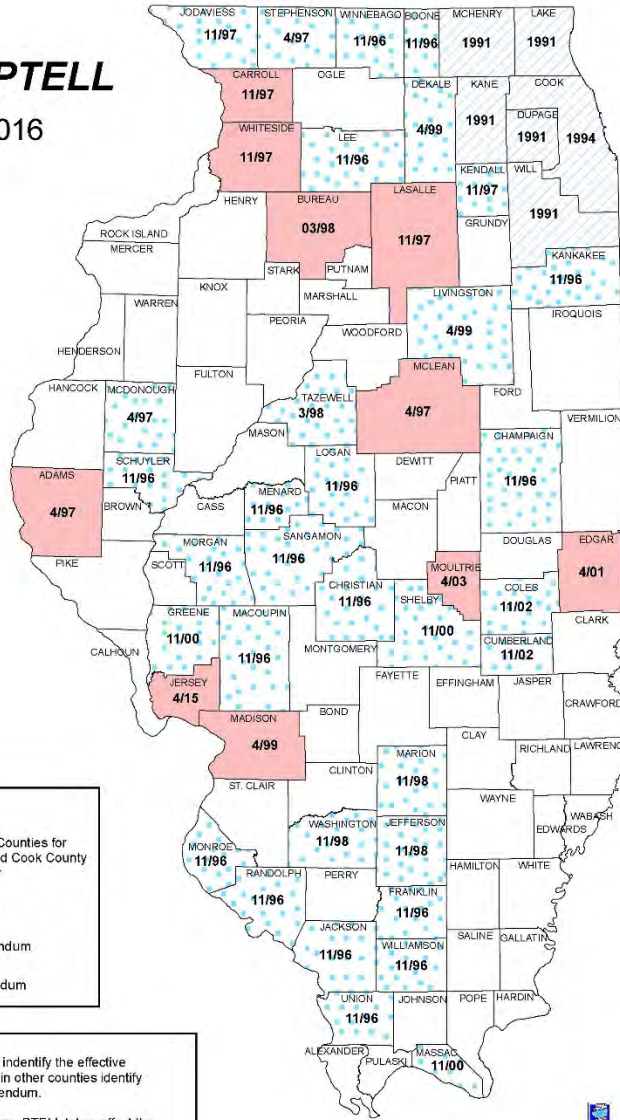 PTELL
016
JODAVIESS STEPHENSON WINNEBAGO BOONE MCHENRY LAKE
11/97 4/97 11/96 11/96 1991 1991
CARROLL OGLE DEKALB KANE COOK
11/97 4/99 1991 DUPAGE 1991 1994
WHITESIDE LEE
11/97 11/96
KENDALL WILL
11/97 1991
HENRY BUREAU LASALLE GRUNDY
03/98 11/97
ROCK ISLAND
MERCER
KANKAKEE
11/96
STARK PUTNAM
KNOX MARSHALL LIVINGSTON IROQUOIS
4/99
WARREN PEORIA
WOODFORD
HENDERSON
MCLEAN
4/97
FULTON FORD
HANCOCK MCDONOUGH TAZEWELL
4/97 3/98
MASON VERMILION
LOGAN CHAMPAIGN
11/96 11/96
SCHUYLER DEWITT
11/96
ADAMS MENARD PIATT
4/97 11/96
BROWN CASS MACON
SANGAMON DOUGLAS EDGAR
11/96 4/01
PIKE MORGAN MOULTRIE
SCOTT 11/96 4/03
CHRISTIAN SHELBY COLES
11/96 11/00 11/02
GREENE MACOUPIN CLARK
11/00 11/96
CUMBERLAND
11/02
CALHOUN MONTGOMERY
FAYETTE EFFINGHAM JASPER
JERSEY
4/15
CRAWFORD
MADISON BOND
4/99
CLAY
MARION RICHLAND LAWRENC
11/98
CLINTON
ST. CLAIR
WAYNE
WABASH
WASHINGTON JEFFERSON EDWARDS
11/98 11/98
MONROE
11/96
RANDOLPH PERRY HAMILTON WHITE
11/96
FRANKLIN
11/96
JACKSON WILLIAMSON SALINE GALLATIN
11/96 11/96
UNION JOHNSON POPE HARDIN
11/96
ALEXANDER PULASKI MASSAC
11/00
Counties for
d Cook County
ndum
dum
indentify the effective
in other counties identify
endum.